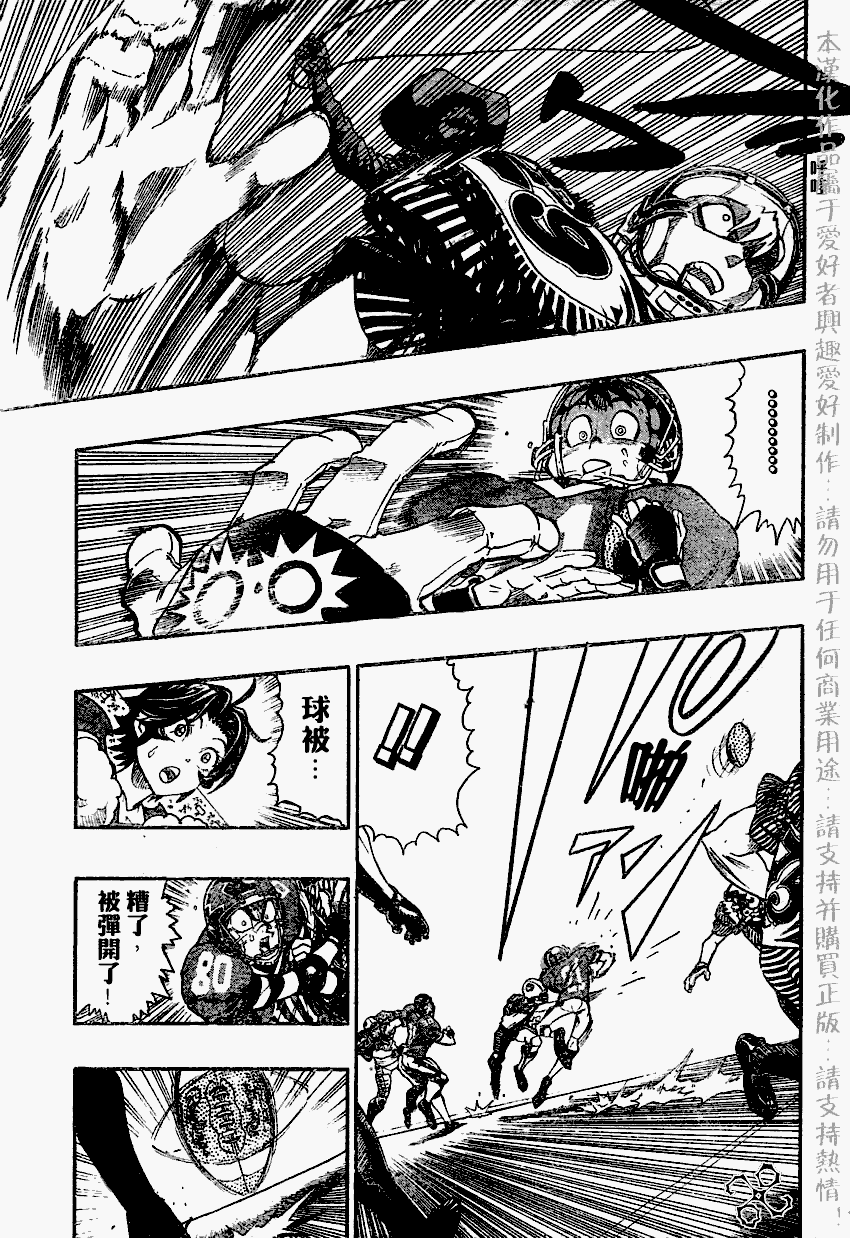 呼
…………
!!
啪
球被…
糟了，
被彈開了！
80
本漢化作品屬于愛好者興趣愛好制作…請勿用于任何商業用途…請支持并購買正版…請支持熱情！